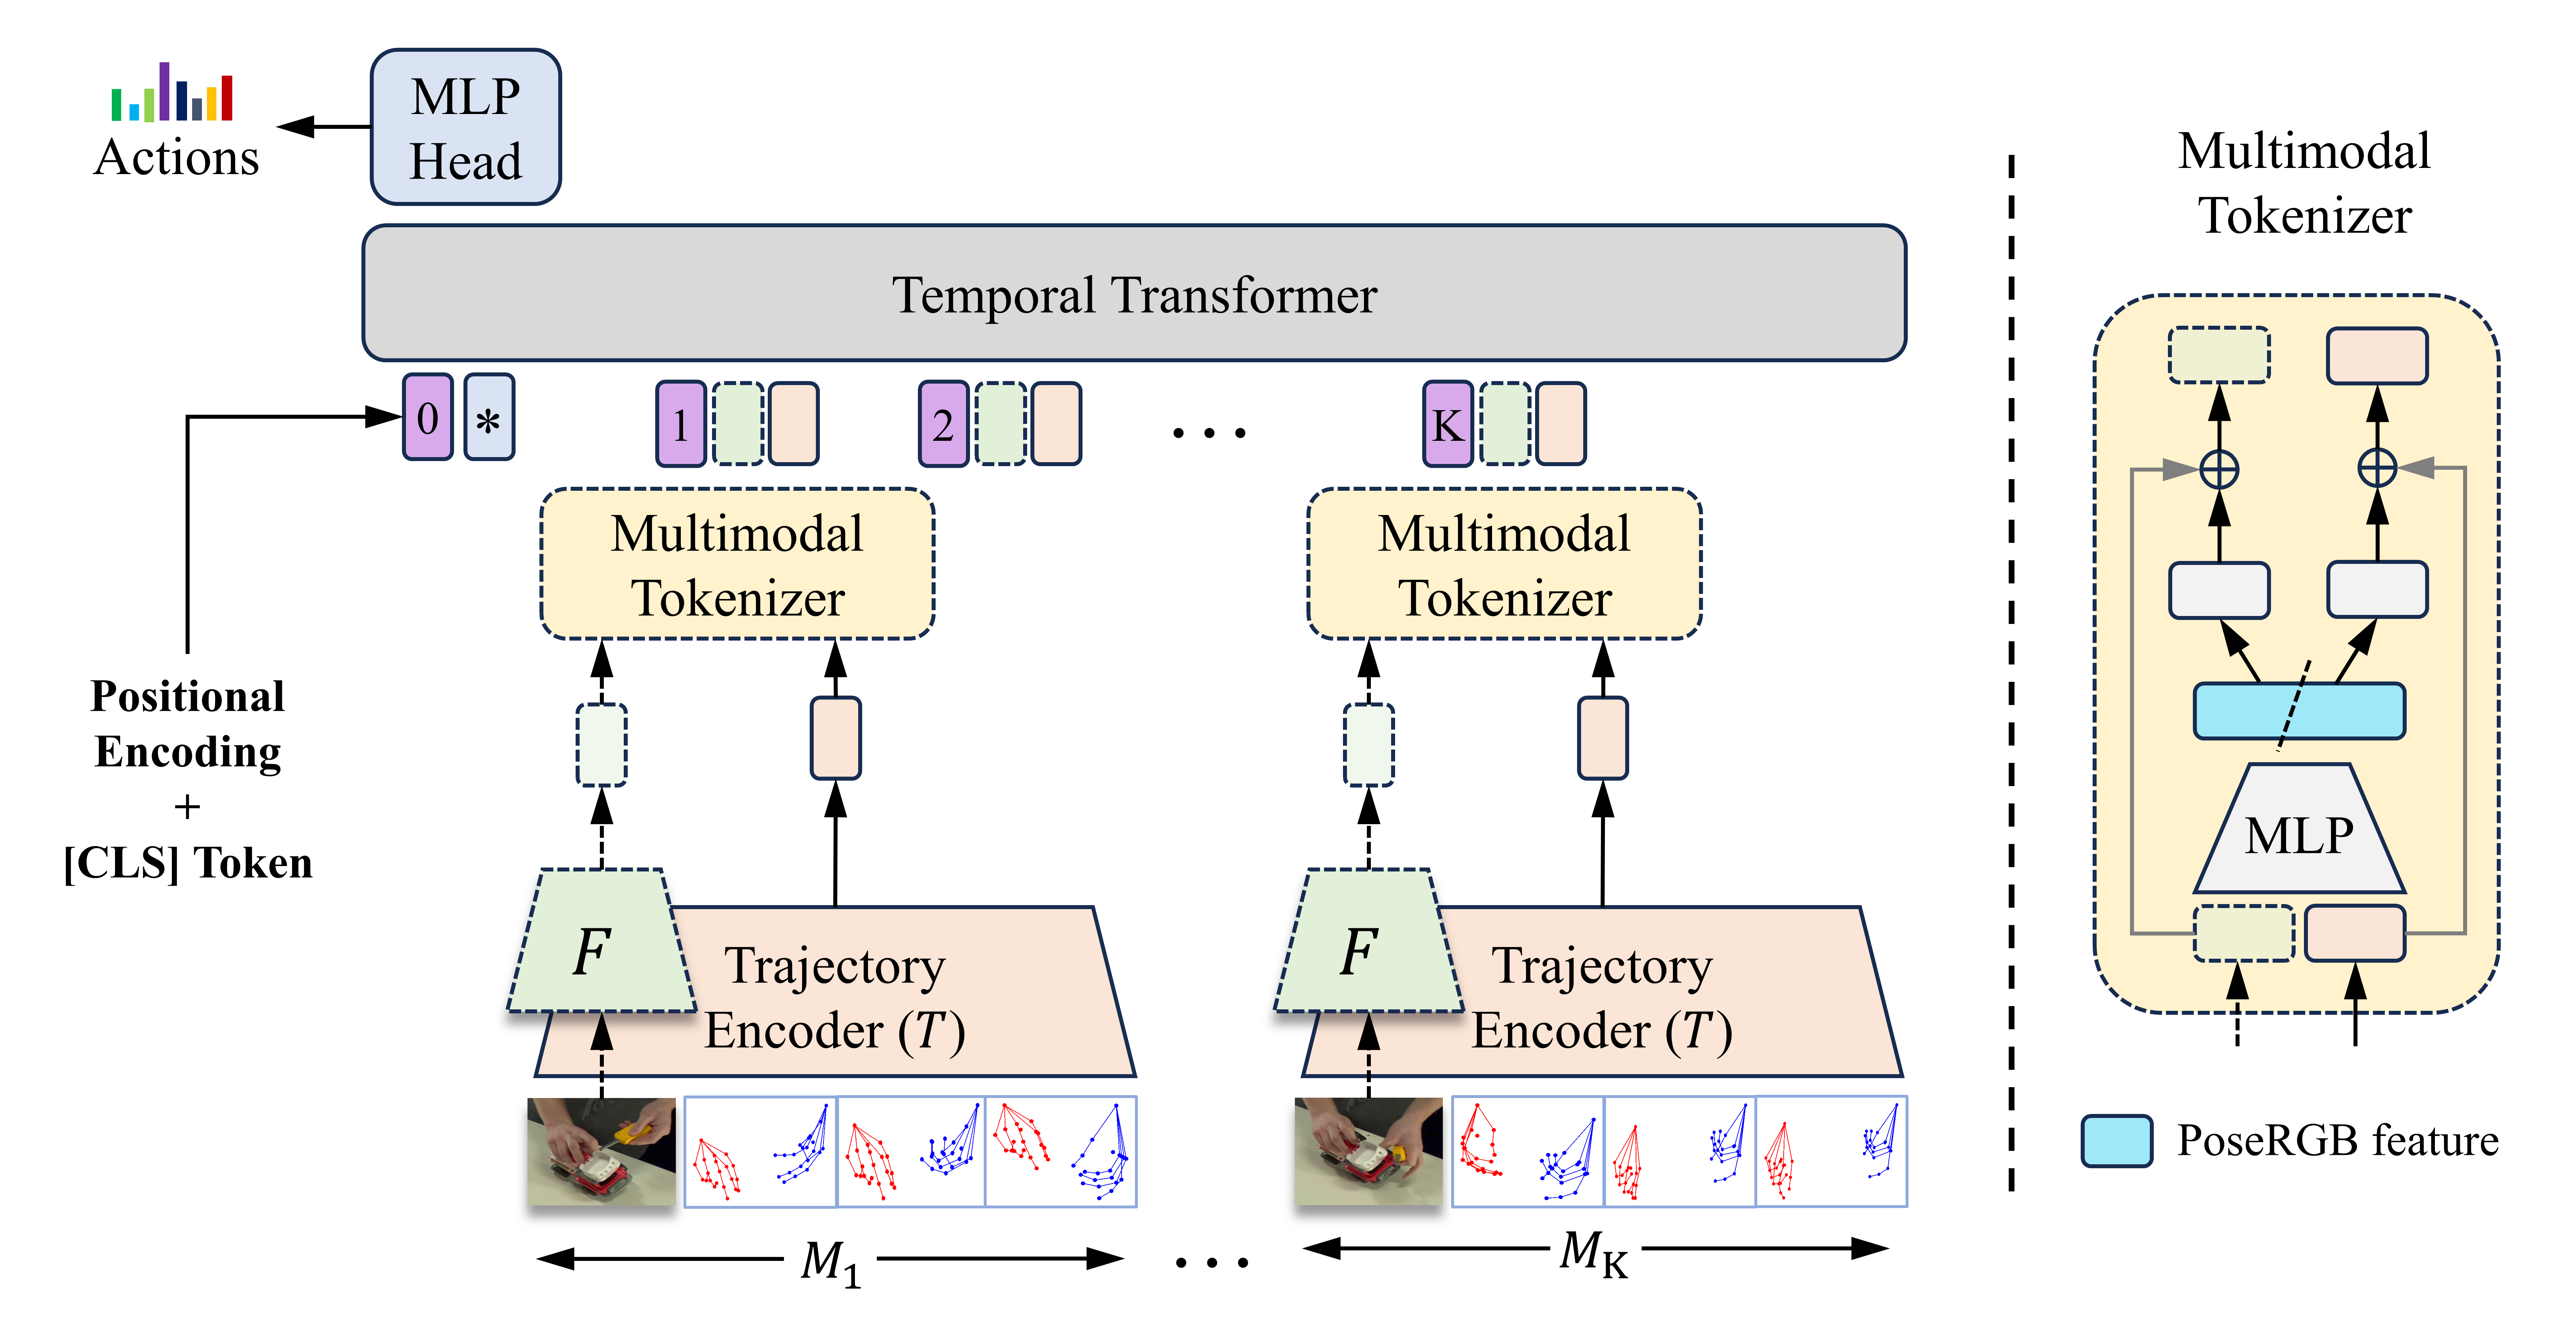 MLP
Head
Actions
Temporal Transformer
0 *
1
2
...
K
Multimodal
Tokenizer
Multimodal
Tokenizer
Positional
Encoding
+
[CLS] Token
F
Trajectory
Encoder (T)
F
Trajectory
Encoder (T)
M₁
...
M_K
Multimodal
Tokenizer
MLP
PoseRGB feature